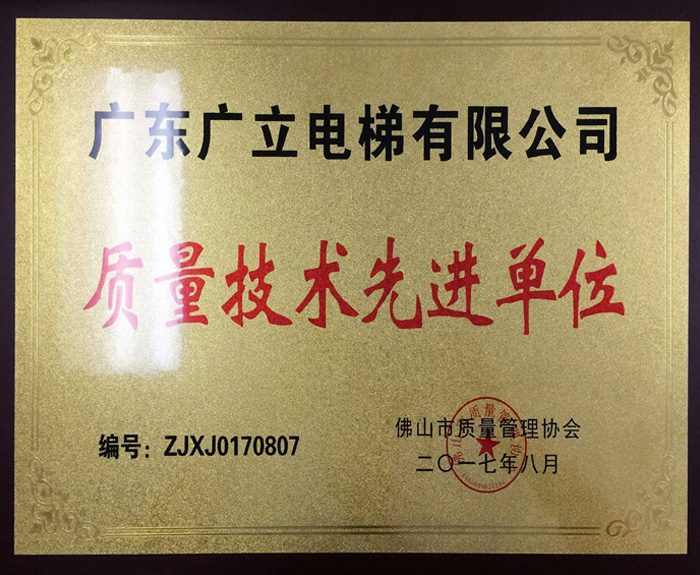 广东广立电梯有限公司
质量技术先进单位
编号：ZJXJ0170807
佛山市质量管理协会
二〇一七年八月